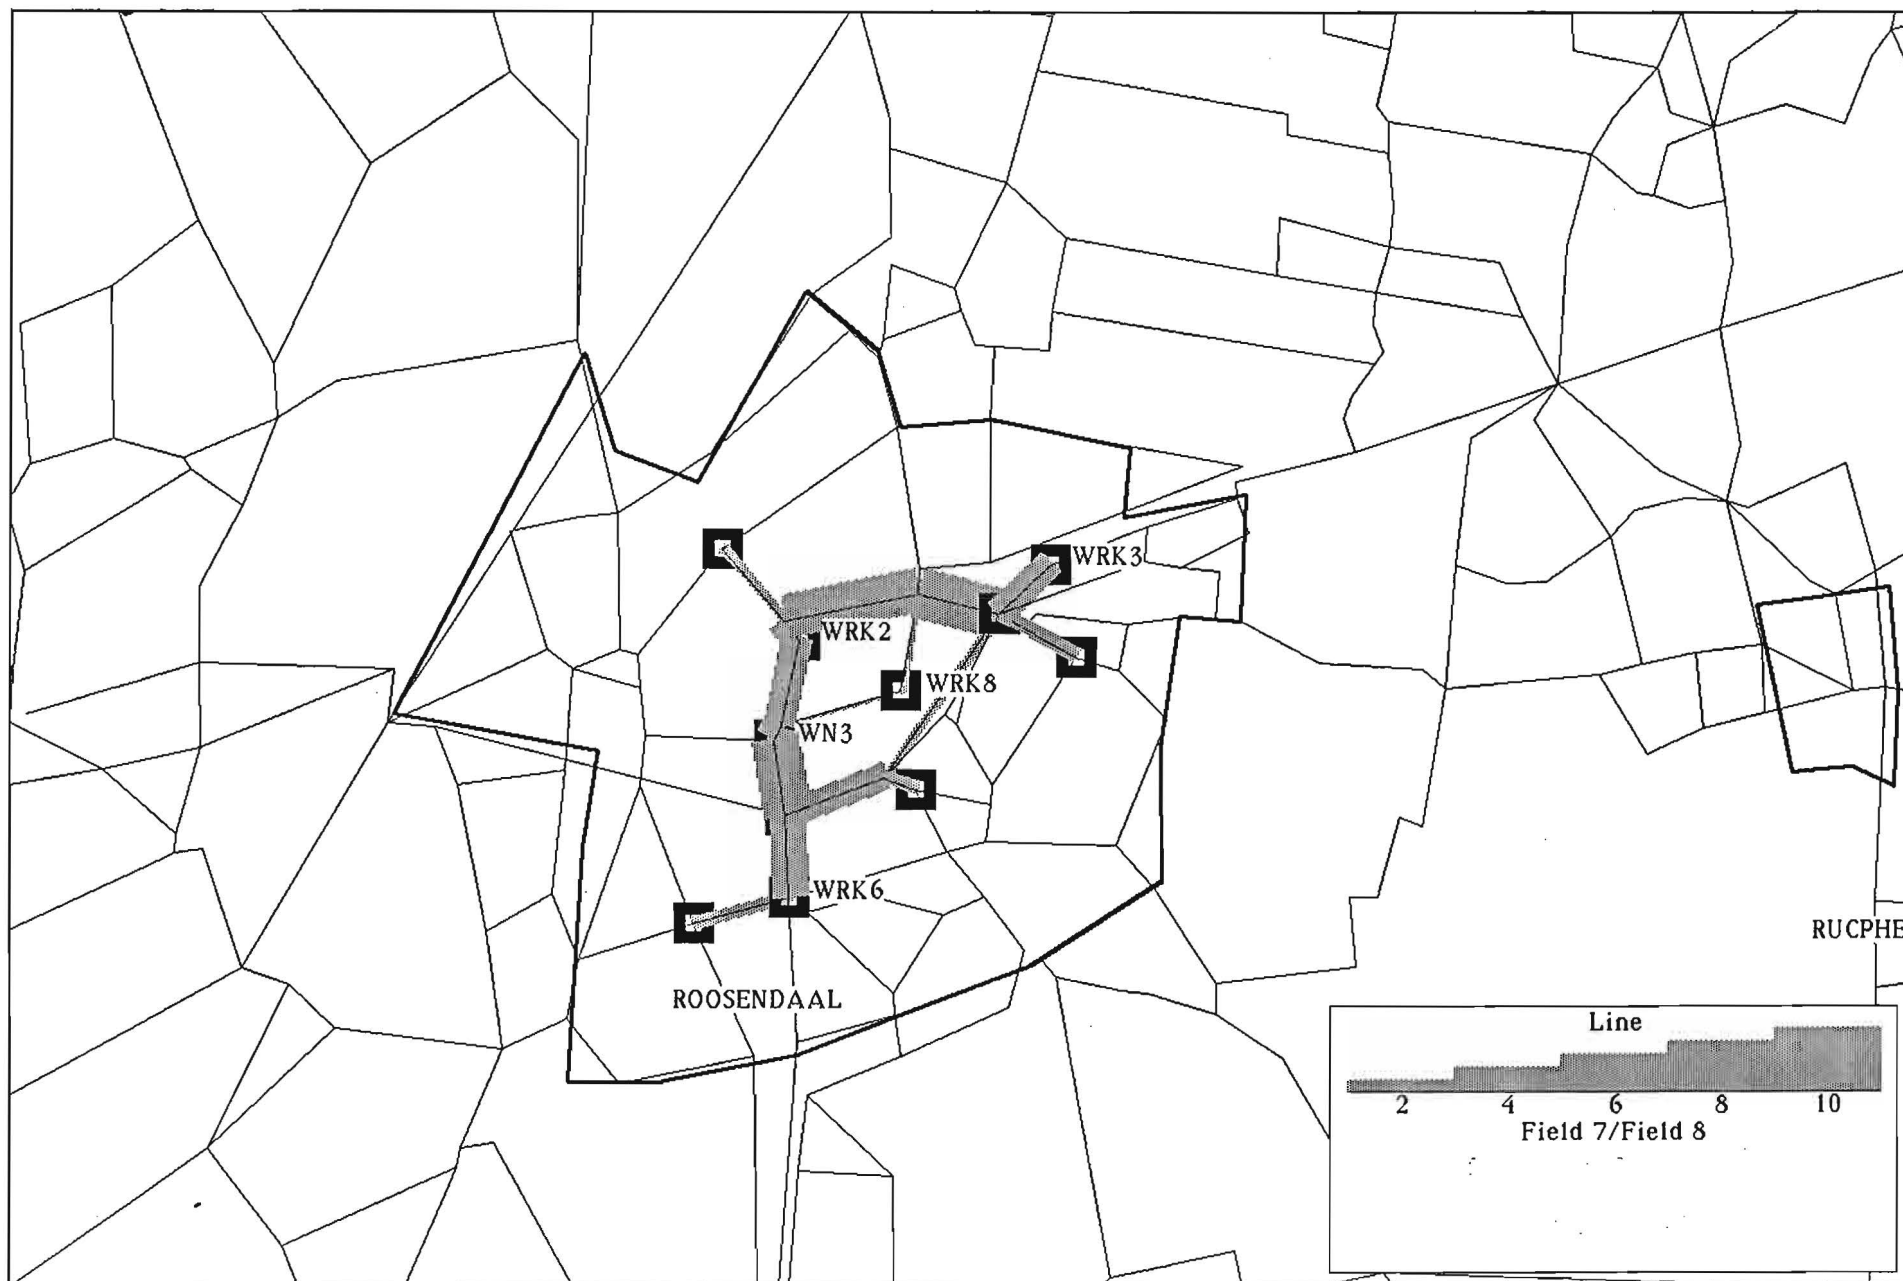 WRK3
WRK2
WRK8
WN3
WRK6
RUCPHE
ROOSENDAAL
Line
2 4 6 8 10
Field 7/Field 8